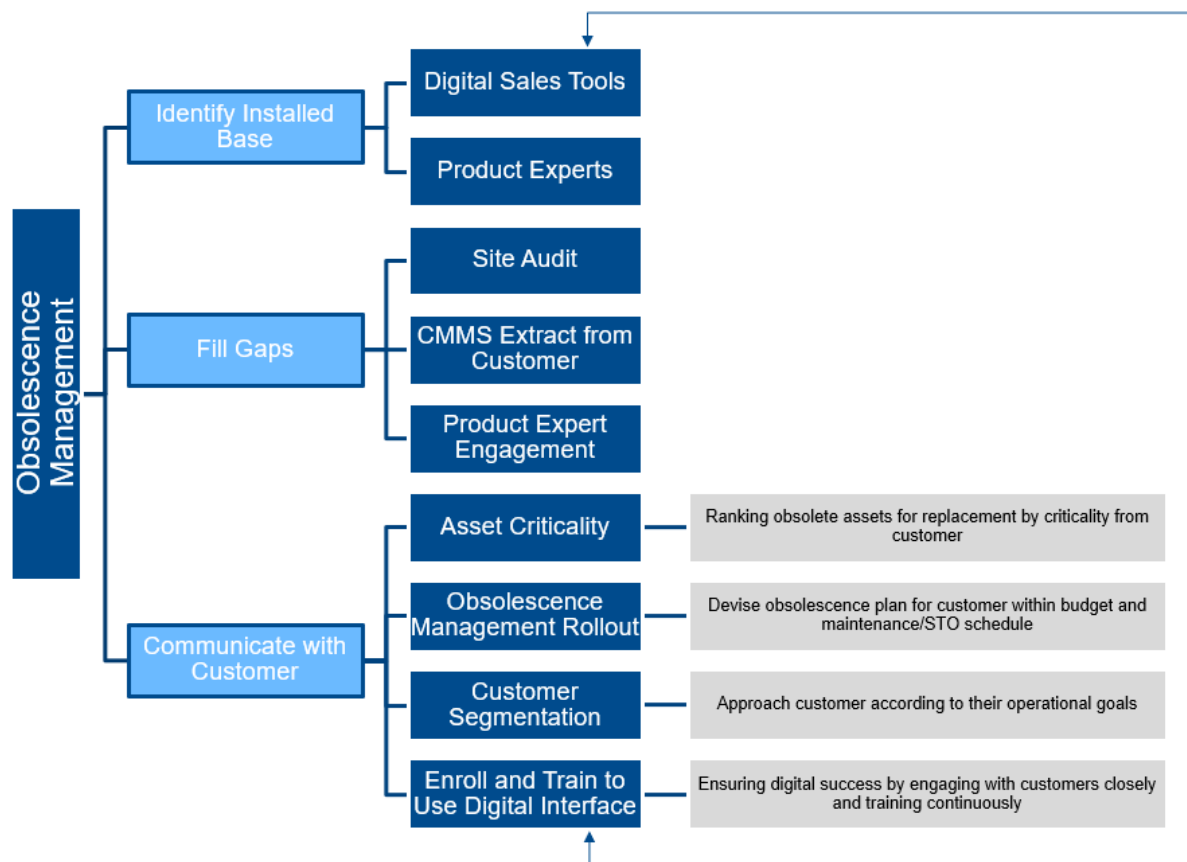 Obsolescence
Management
Identify Installed
Base
Digital Sales Tools
Product Experts
Fill Gaps
Site Audit
CMMS Extract from
Customer
Product Expert
Engagement
Communicate with
Customer
Asset Criticality
Ranking obsolete assets for replacement by criticality from
customer
Obsolescence
Management Rollout
Devise obsolescence plan for customer within budget and
maintenance/STO schedule
Customer
Segmentation
Approach customer according to their operational goals
Enroll and Train to
Use Digital Interface
Ensuring digital success by engaging with customers closely
and training continuously